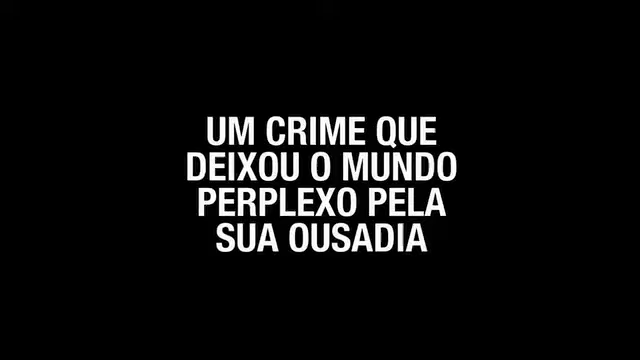 UM CRIME QUE
DEIXOU O MUNDO
PERPLEXO PELA
SUA OUSADIA